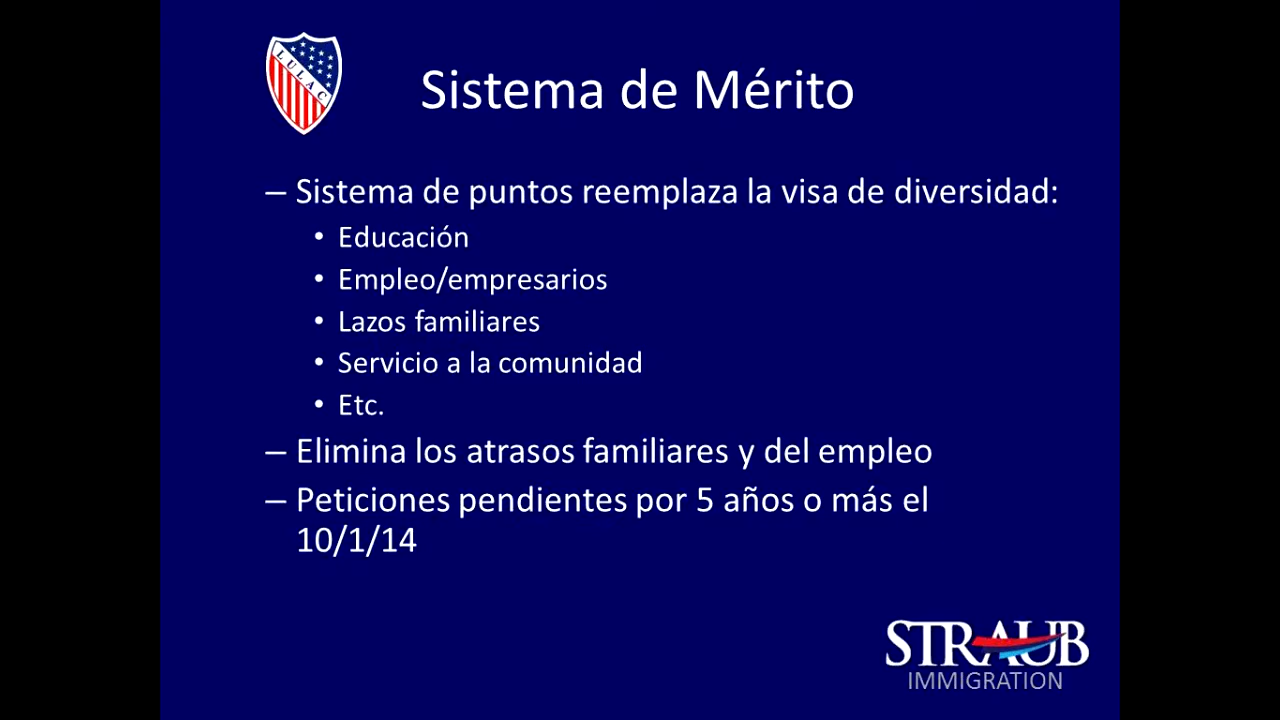 LULAC
Sistema de Mérito
– Sistema de puntos reemplaza la visa de diversidad:
• Educación
• Empleo/empresarios
• Lazos familiares
• Servicio a la comunidad
• Etc.
– Elimina los atrasos familiares y del empleo
– Peticiones pendientes por 5 años o más el
10/1/14
STRAUB
IMMIGRATION